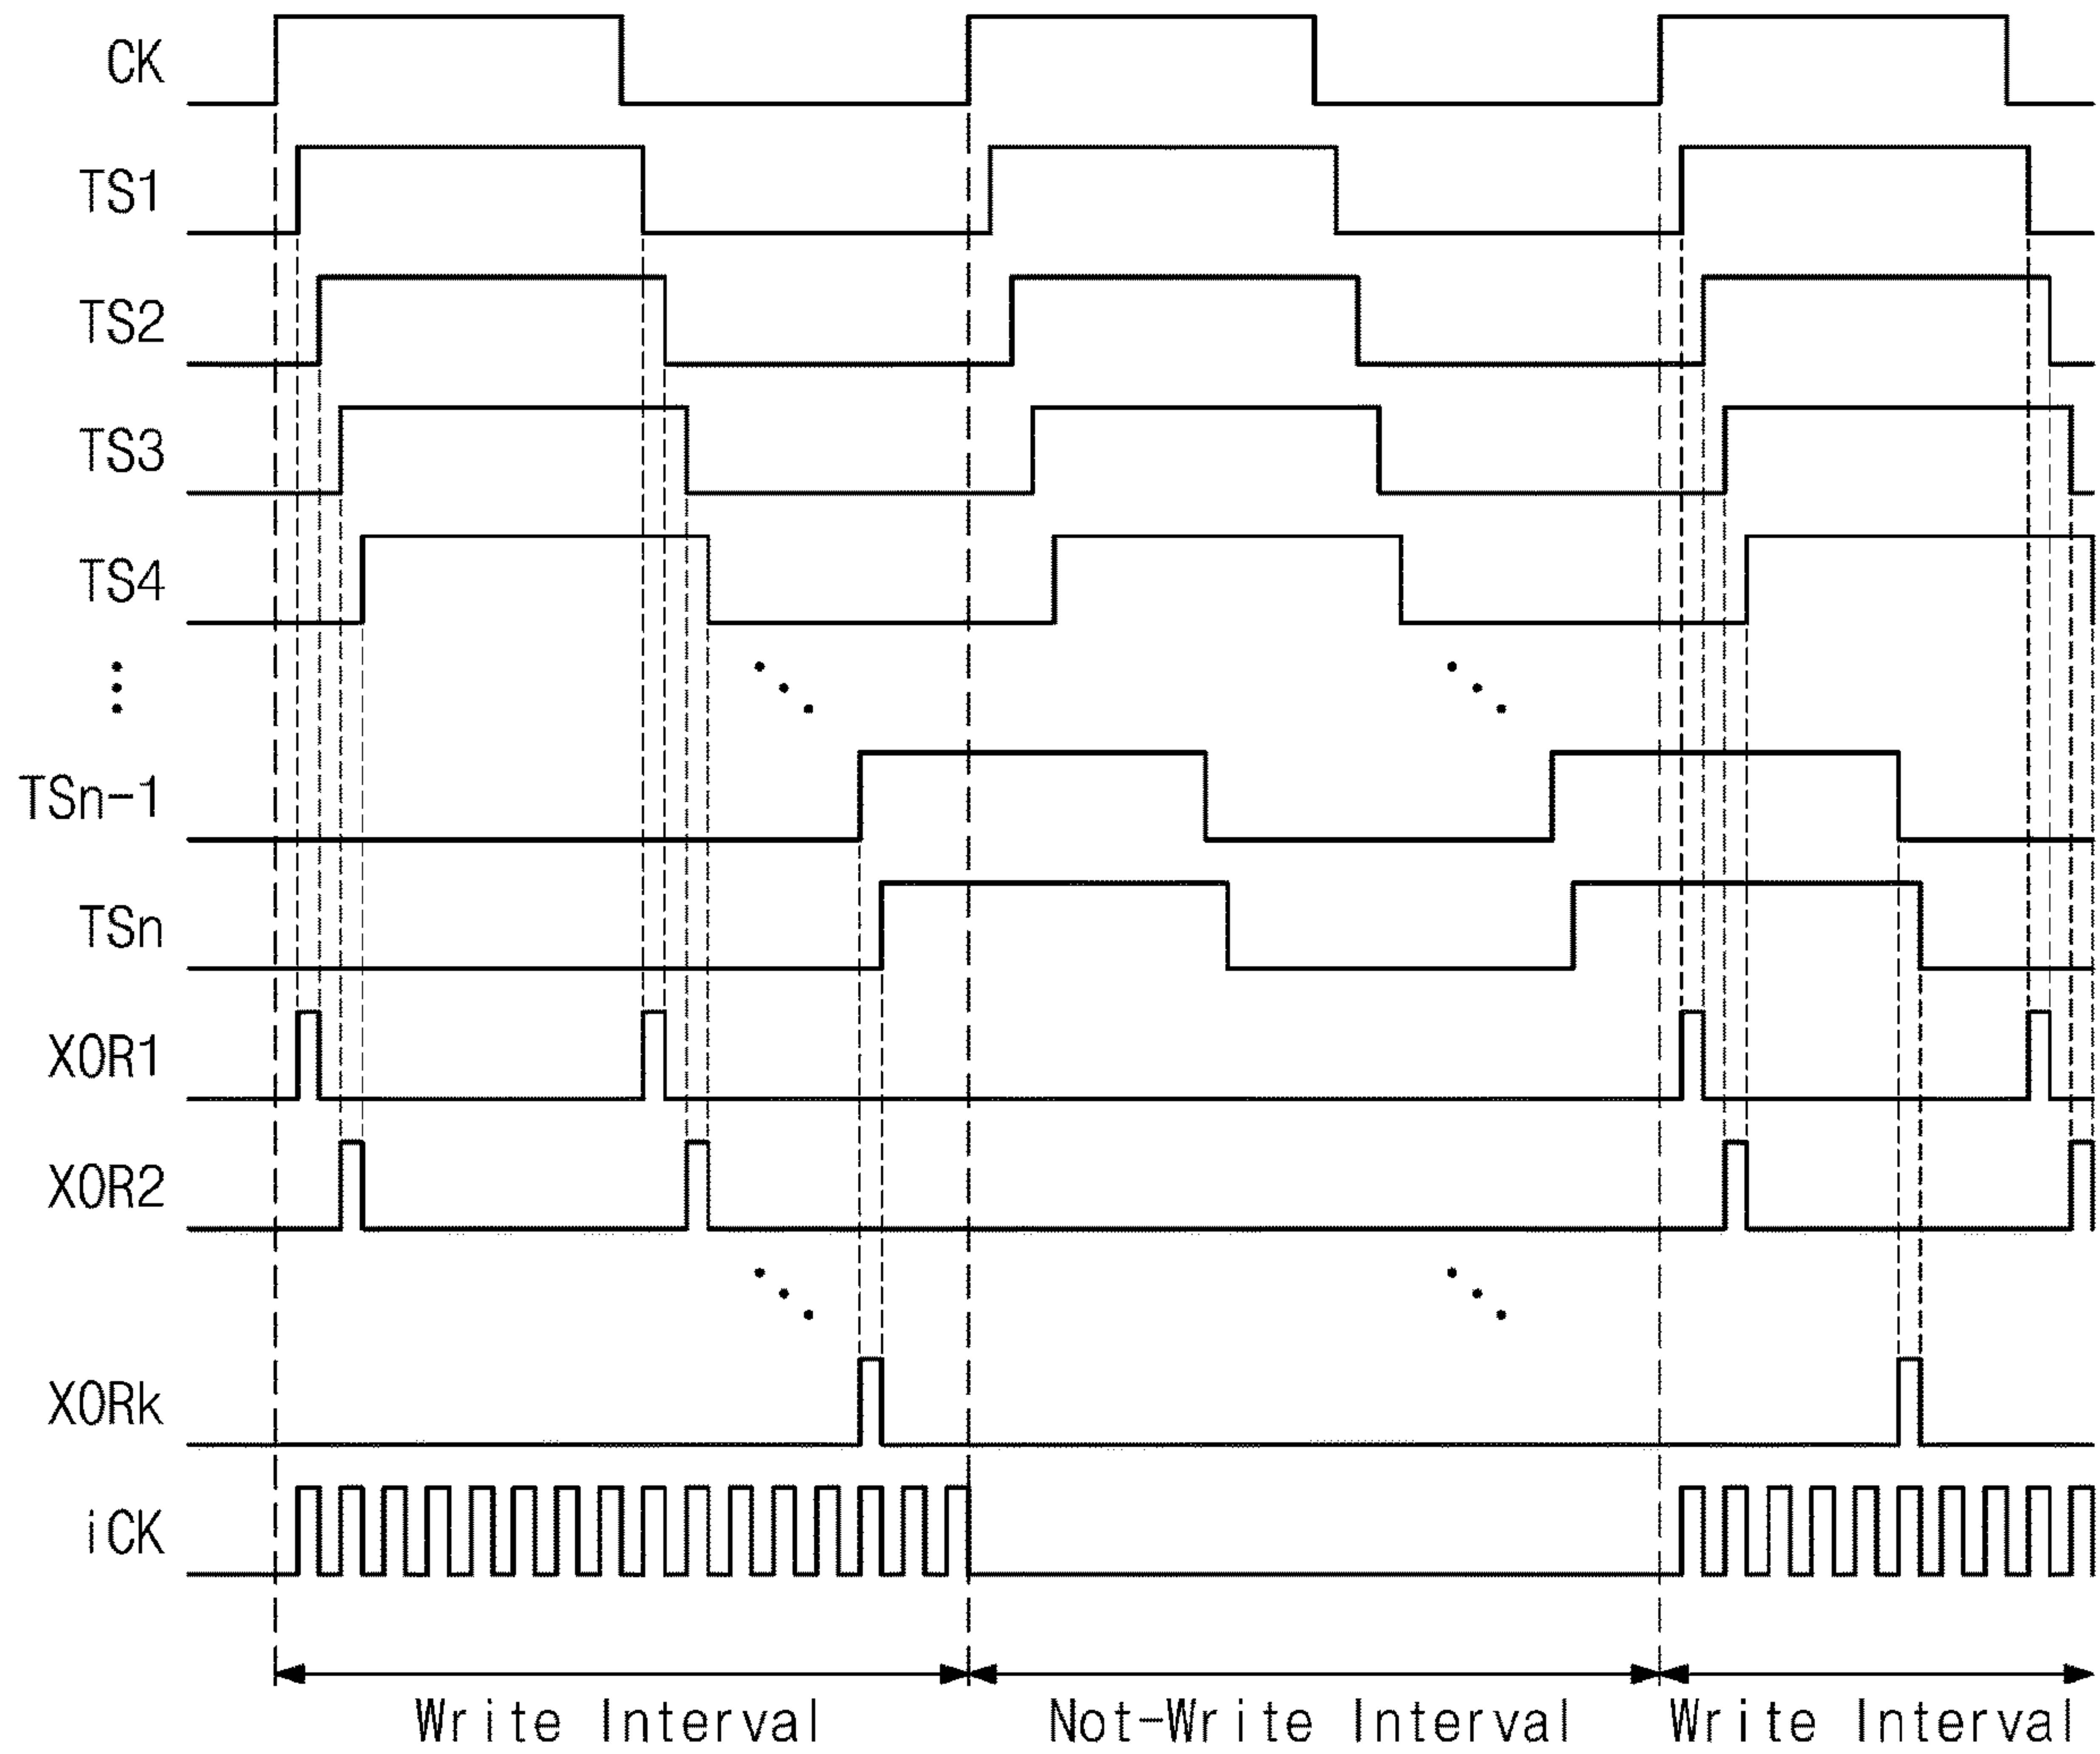 CK
TS1
TS2
TS3
TS4
TSn-1
TSn
XOR1
XOR2
XORk
iCK
Write Interval
Not-Write Interval
Write Interval